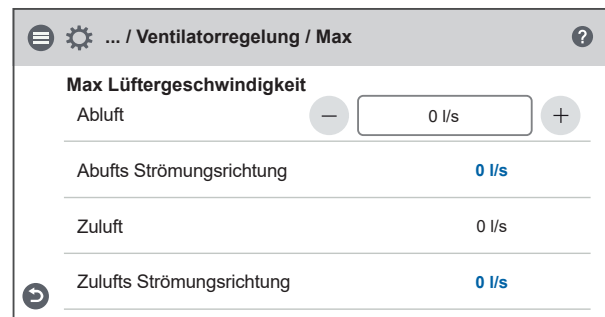 ... / Ventilatorregelung / Max ?
Max Lüftergeschwindigkeit
Abluft − 0 l/s +
Abufts Strömungsrichtung 0 l/s
Zuluft 0 l/s
Zulufts Strömungsrichtung 0 l/s